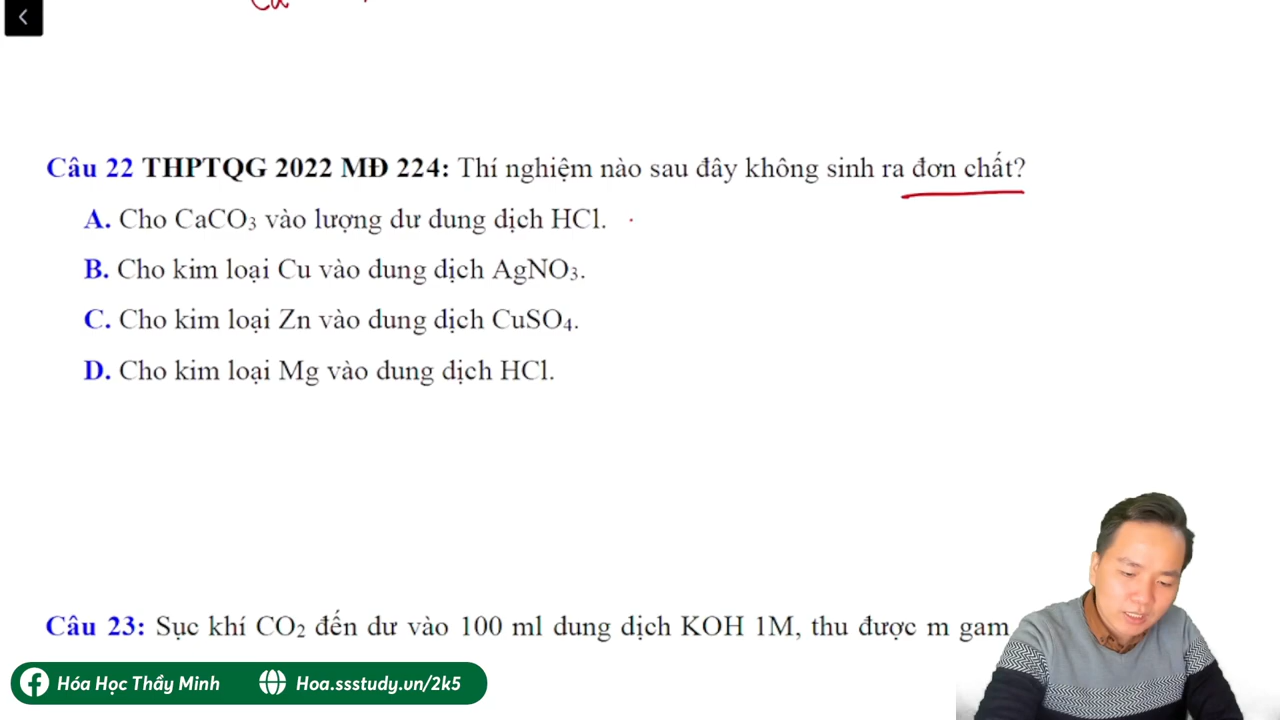 Câu 22 THPTQG 2022 MĐ 224: Thí nghiệm nào sau đây không sinh ra đơn chất?
A. Cho CaCO₃ vào lượng dư dung dịch HCl.
B. Cho kim loại Cu vào dung dịch AgNO₃.
C. Cho kim loại Zn vào dung dịch CuSO₄.
D. Cho kim loại Mg vào dung dịch HCl.
Câu 23: Sục khí CO₂ đến dư vào 100 ml dung dịch KOH 1M, thu được m gam
Hóa Học Thầy Minh Hoa.ssstudy.vn/2k5